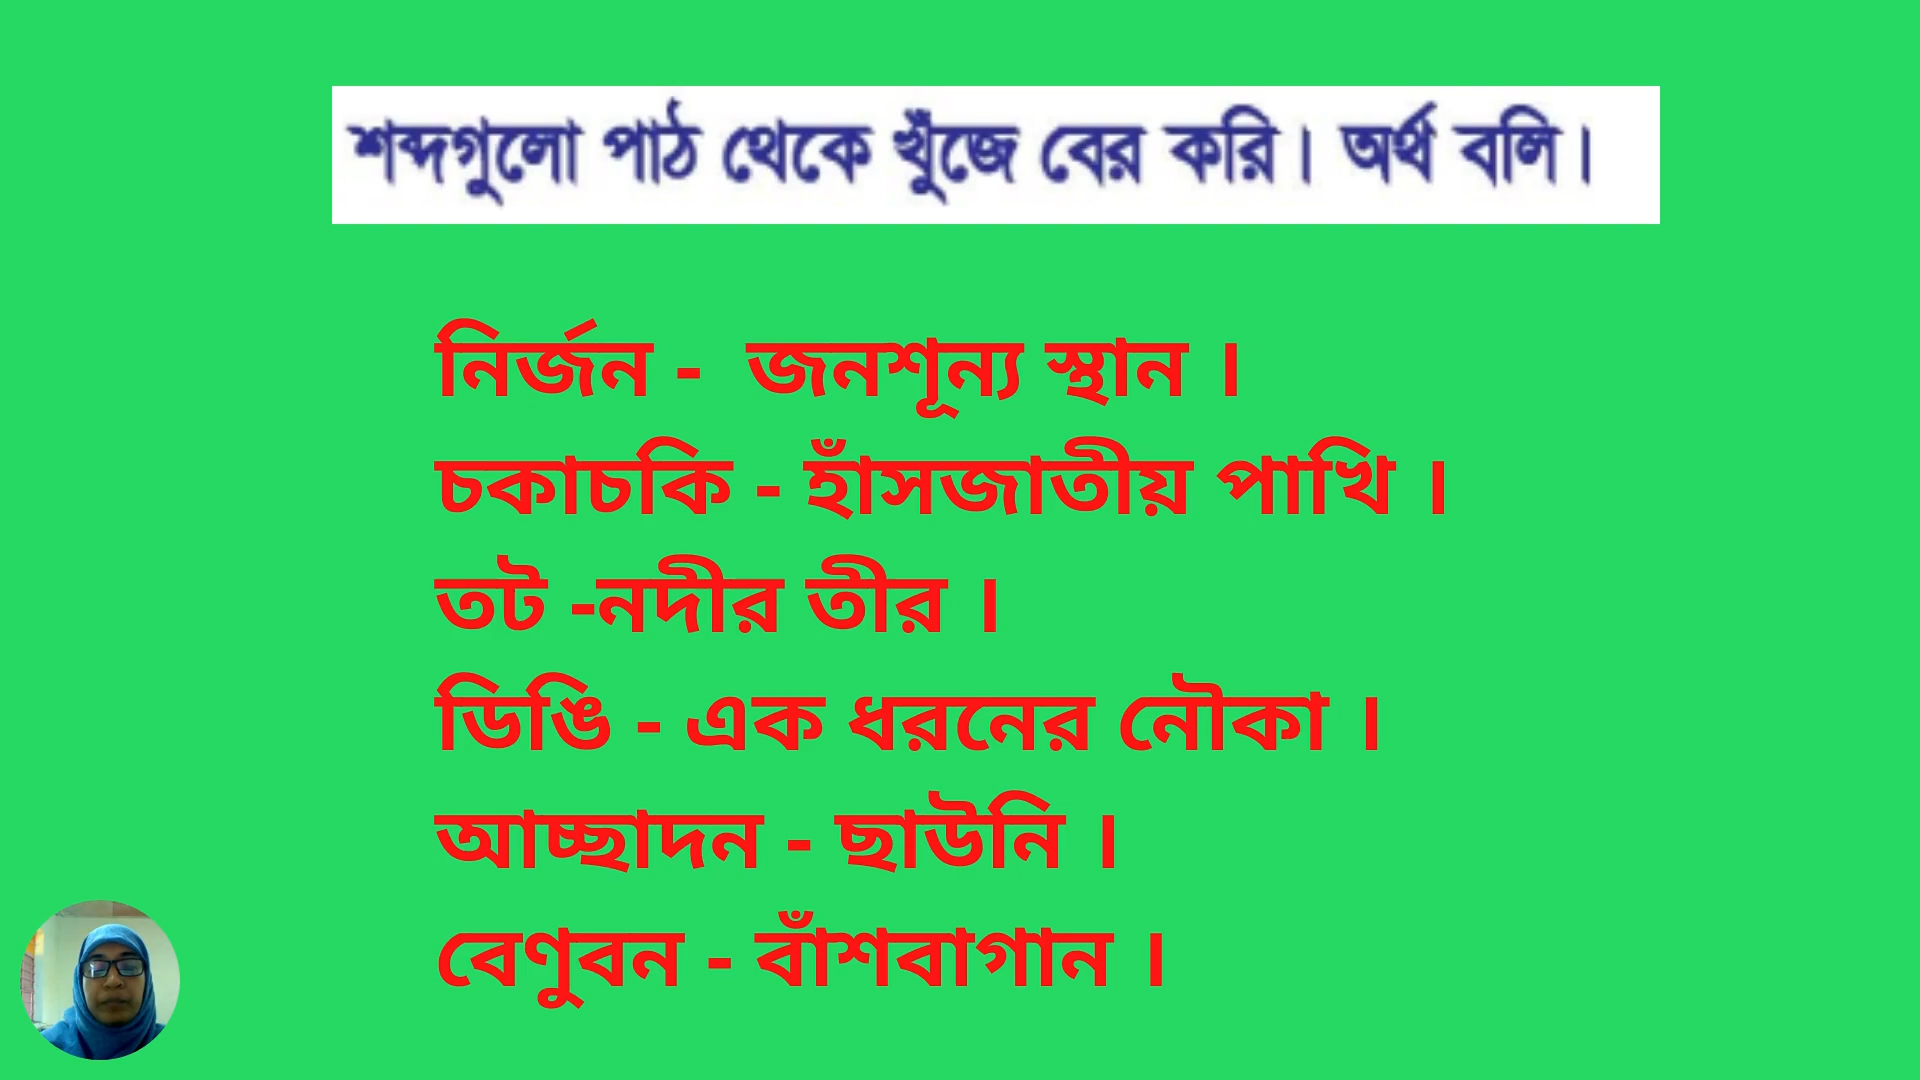 শব্দগুলো পাঠ থেকে খুঁজে বের করি। অর্থ বলি।
নির্জন -  জনশূন্য স্থান ।
চকাচকি - হাঁসজাতীয় পাখি ।
তট -নদীর তীর ।
ডিঙি - এক ধরনের নৌকা ।
আচ্ছাদন - ছাউনি ।
বেণুবন - বাঁশবাগান ।